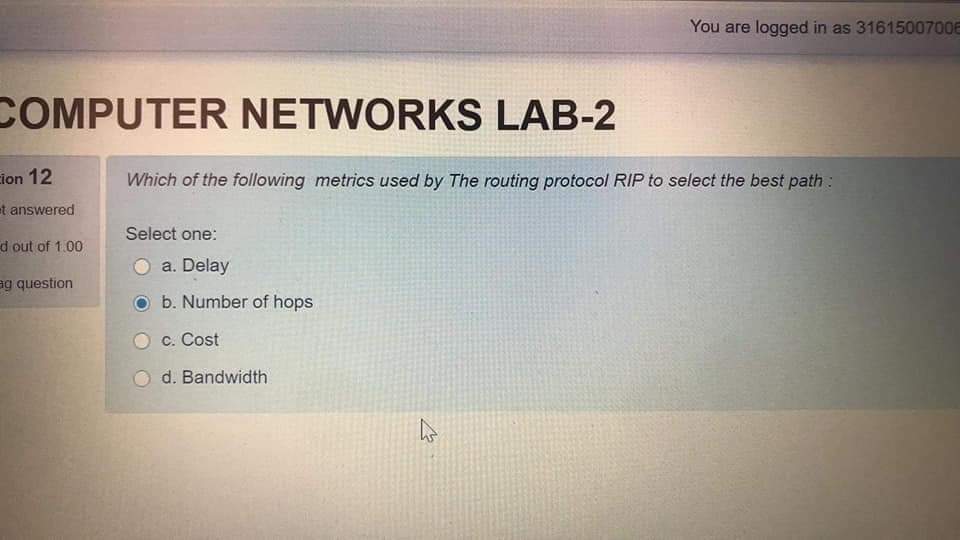 You are logged in as 3161500700
COMPUTER NETWORKS LAB-2
tion 12
Which of the following metrics used by The routing protocol RIP to select the best path :
t answered
d out of 1.00
ag question
Select one:
a. Delay
b. Number of hops
c. Cost
d. Bandwidth